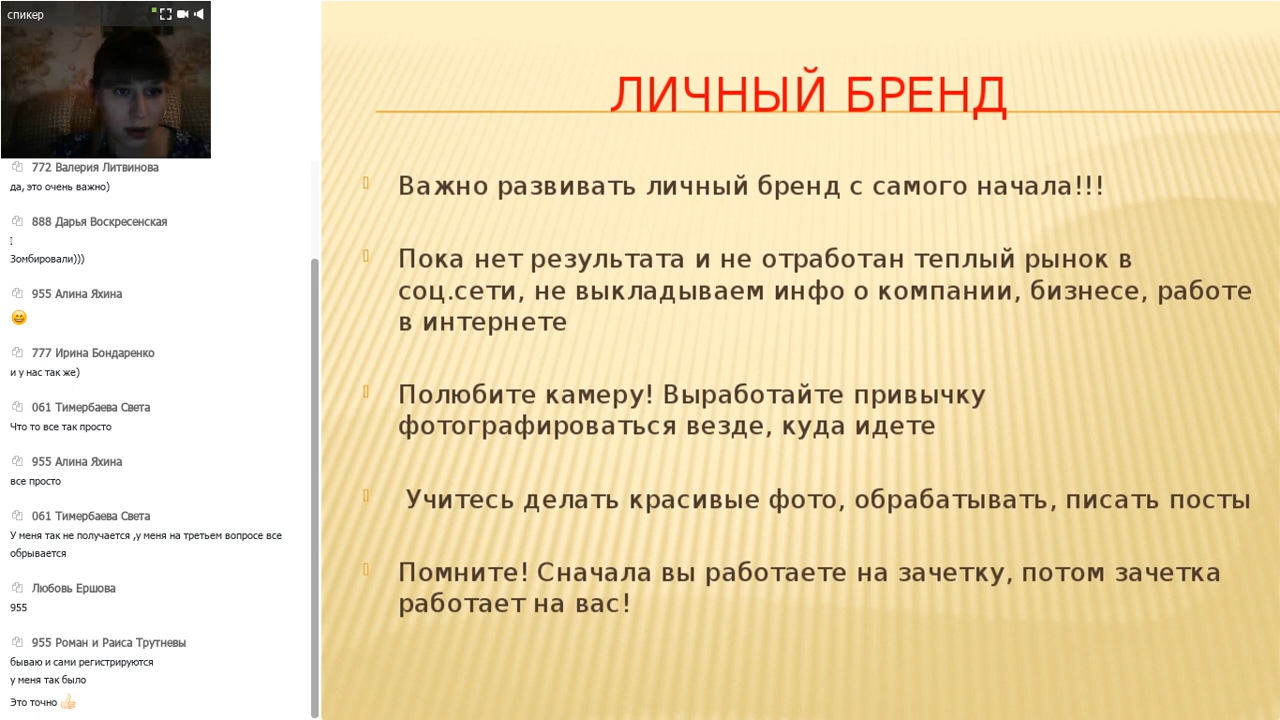 спикер
772 Валерия Литвинова
да, это очень важно)
888 Дарья Воскресенская
Зомбировали)))
955 Алина Яхина
777 Ирина Бондаренко
и у нас так же)
061 Тимербаева Света
Что то все так просто
955 Алина Яхина
все просто
061 Тимербаева Света
У меня так не получается ,у меня на третьем вопросе все
обрывается
Любовь Ершова
955
955 Роман и Раиса Трутневы
бываю и сами регистрируются
у меня так было
Это точно 👍
ЛИЧНЫЙ БРЕНД
Важно развивать личный бренд с самого начала!!!
Пока нет результата и не отработан теплый рынок в
соц.сети, не выкладываем инфо о компании, бизнесе, работе
в интернете
Полюбите камеру! Выработайте привычку
фотографироваться везде, куда идете
Учитесь делать красивые фото, обрабатывать, писать посты
Помните! Сначала вы работаете на зачетку, потом зачетка
работает на вас!